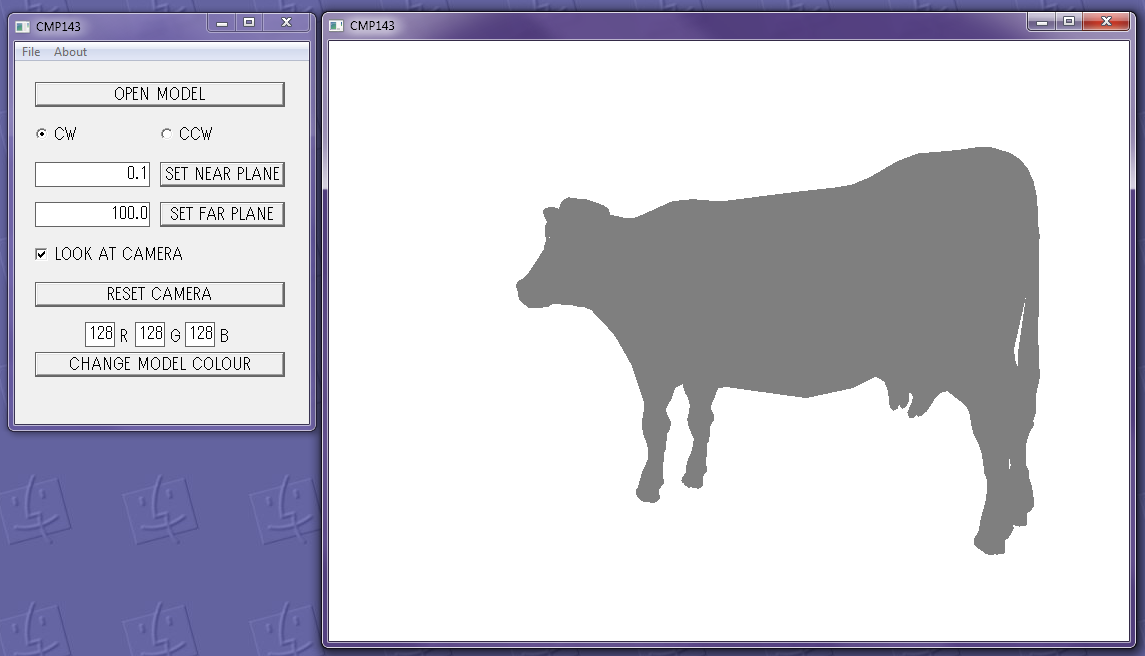 CMP143
File About
OPEN MODEL
CW CCW
0.1 SET NEAR PLANE
100.0 SET FAR PLANE
LOOK AT CAMERA
RESET CAMERA
128 R 128 G 128 B
CHANGE MODEL COLOUR
CMP143